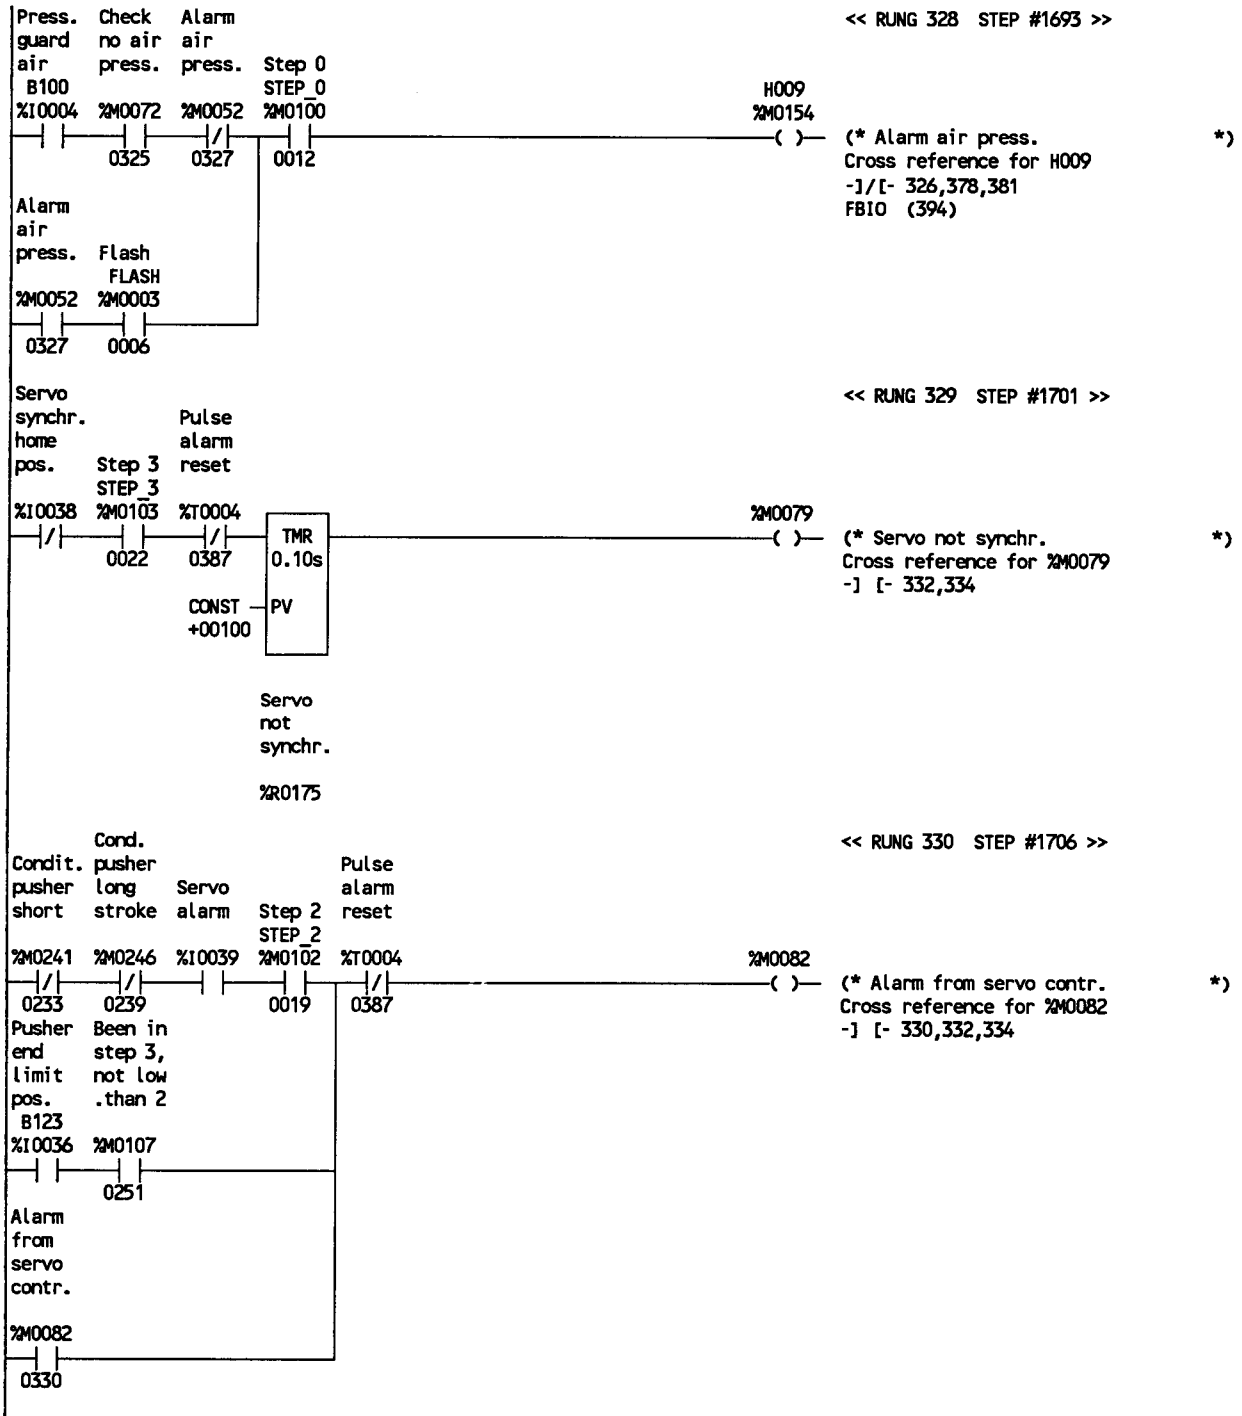 Press. Check Alarm << RUNG 328 STEP #1693 >>
guard no air air
air press. press. Step 0
B100 STEP_0 H009
%I0004 %M0072 %M0052 %M0100 %M0154
(* Alarm air press. *)
0325 0327 0012 Cross reference for H009
-]/[- 326,378,381
Alarm FBIO (394)
air
press. Flash
FLASH
%M0052 %M0003
0327 0006
Servo << RUNG 329 STEP #1701 >>
synchr. Pulse
home alarm
pos. Step 3 reset
STEP_3
%I0038 %M0103 %T0004 %M0079
TMR (* Servo not synchr. *)
0022 0387 0.10s Cross reference for %M0079
-] [- 332,334
CONST PV
+00100
Servo
not
synchr.
%R0175
Cond. << RUNG 330 STEP #1706 >>
Condit. pusher Pulse
pusher long Servo alarm
short stroke alarm Step 2 reset
STEP_2
%M0241 %M0246 %I0039 %M0102 %T0004 %M0082
(* Alarm from servo contr. *)
0233 0239 0019 0387 Cross reference for %M0082
Pusher Been in -] [- 330,332,334
end step 3,
limit not low
pos. .than 2
B123
%I0036 %M0107
0251
Alarm
from
servo
contr.
%M0082
0330